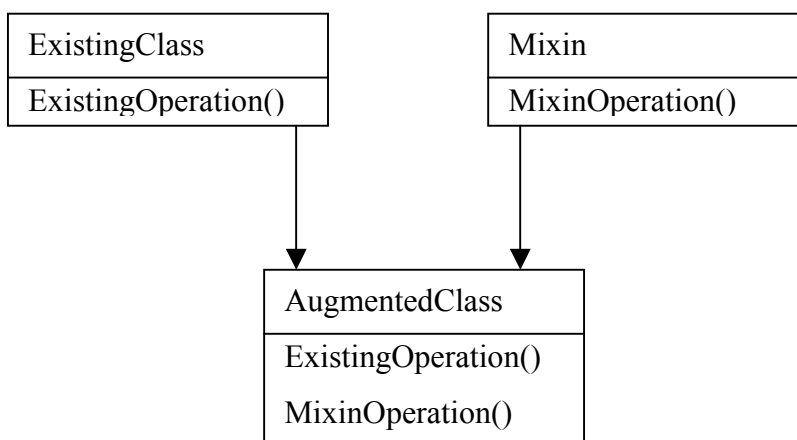 ExistingClass
ExistingOperation()
Mixin
MixinOperation()
AugmentedClass
ExistingOperation()
MixinOperation()